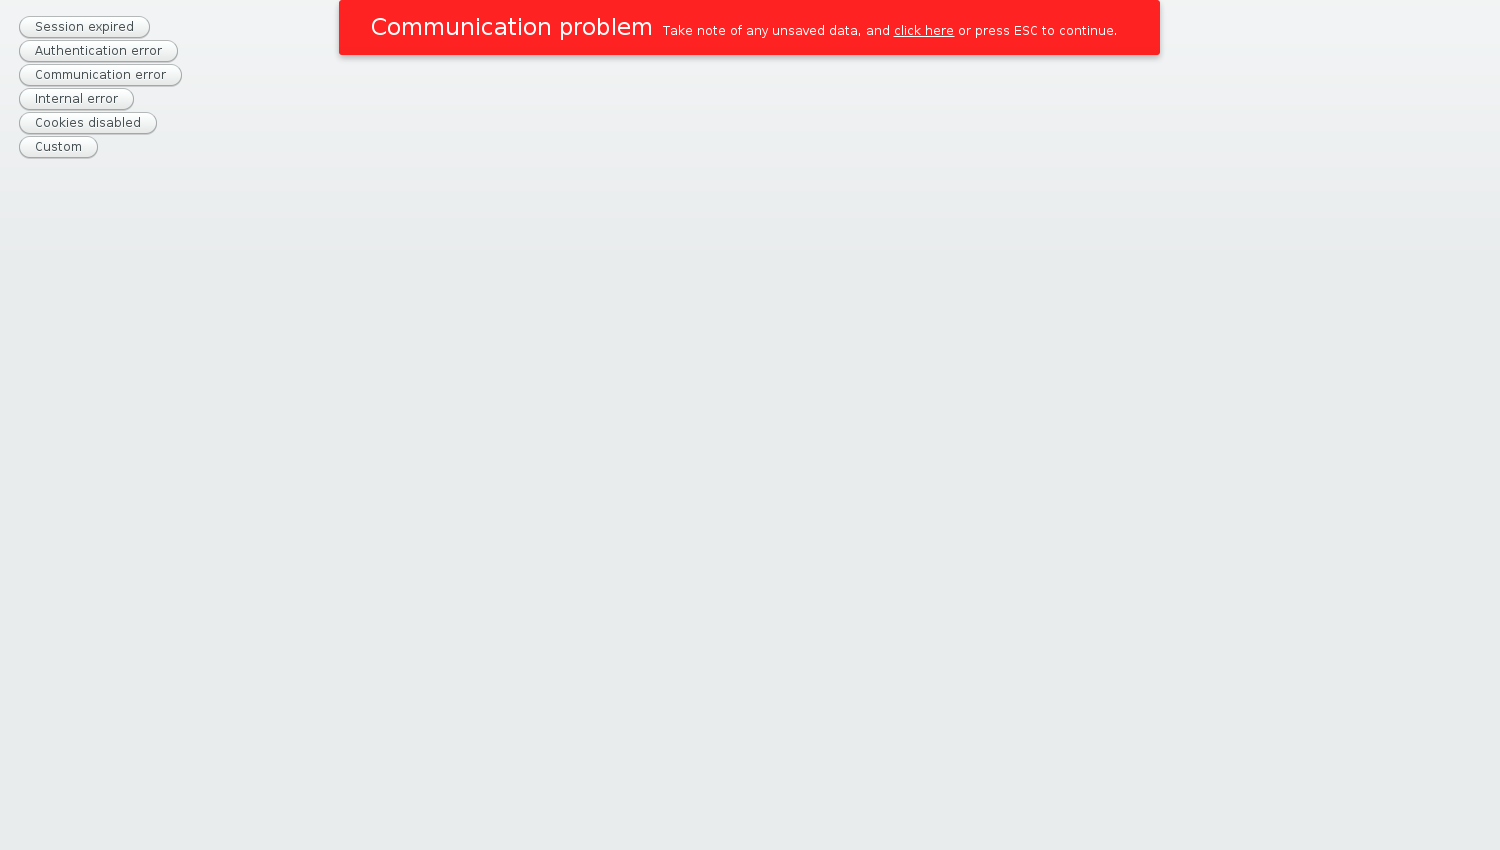 Communication problem Take note of any unsaved data, and click here or press ESC to continue.
Session expired
Authentication error
Communication error
Internal error
Cookies disabled
Custom